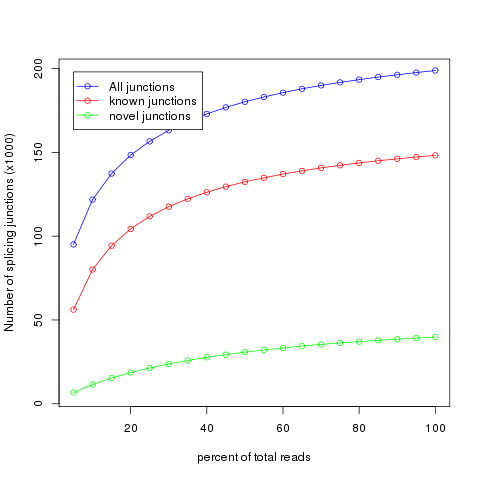 All junctions
known junctions
novel junctions
Number of splicing junctions (x1000)
200
150
100
50
0
20 40 60 80 100
percent of total reads